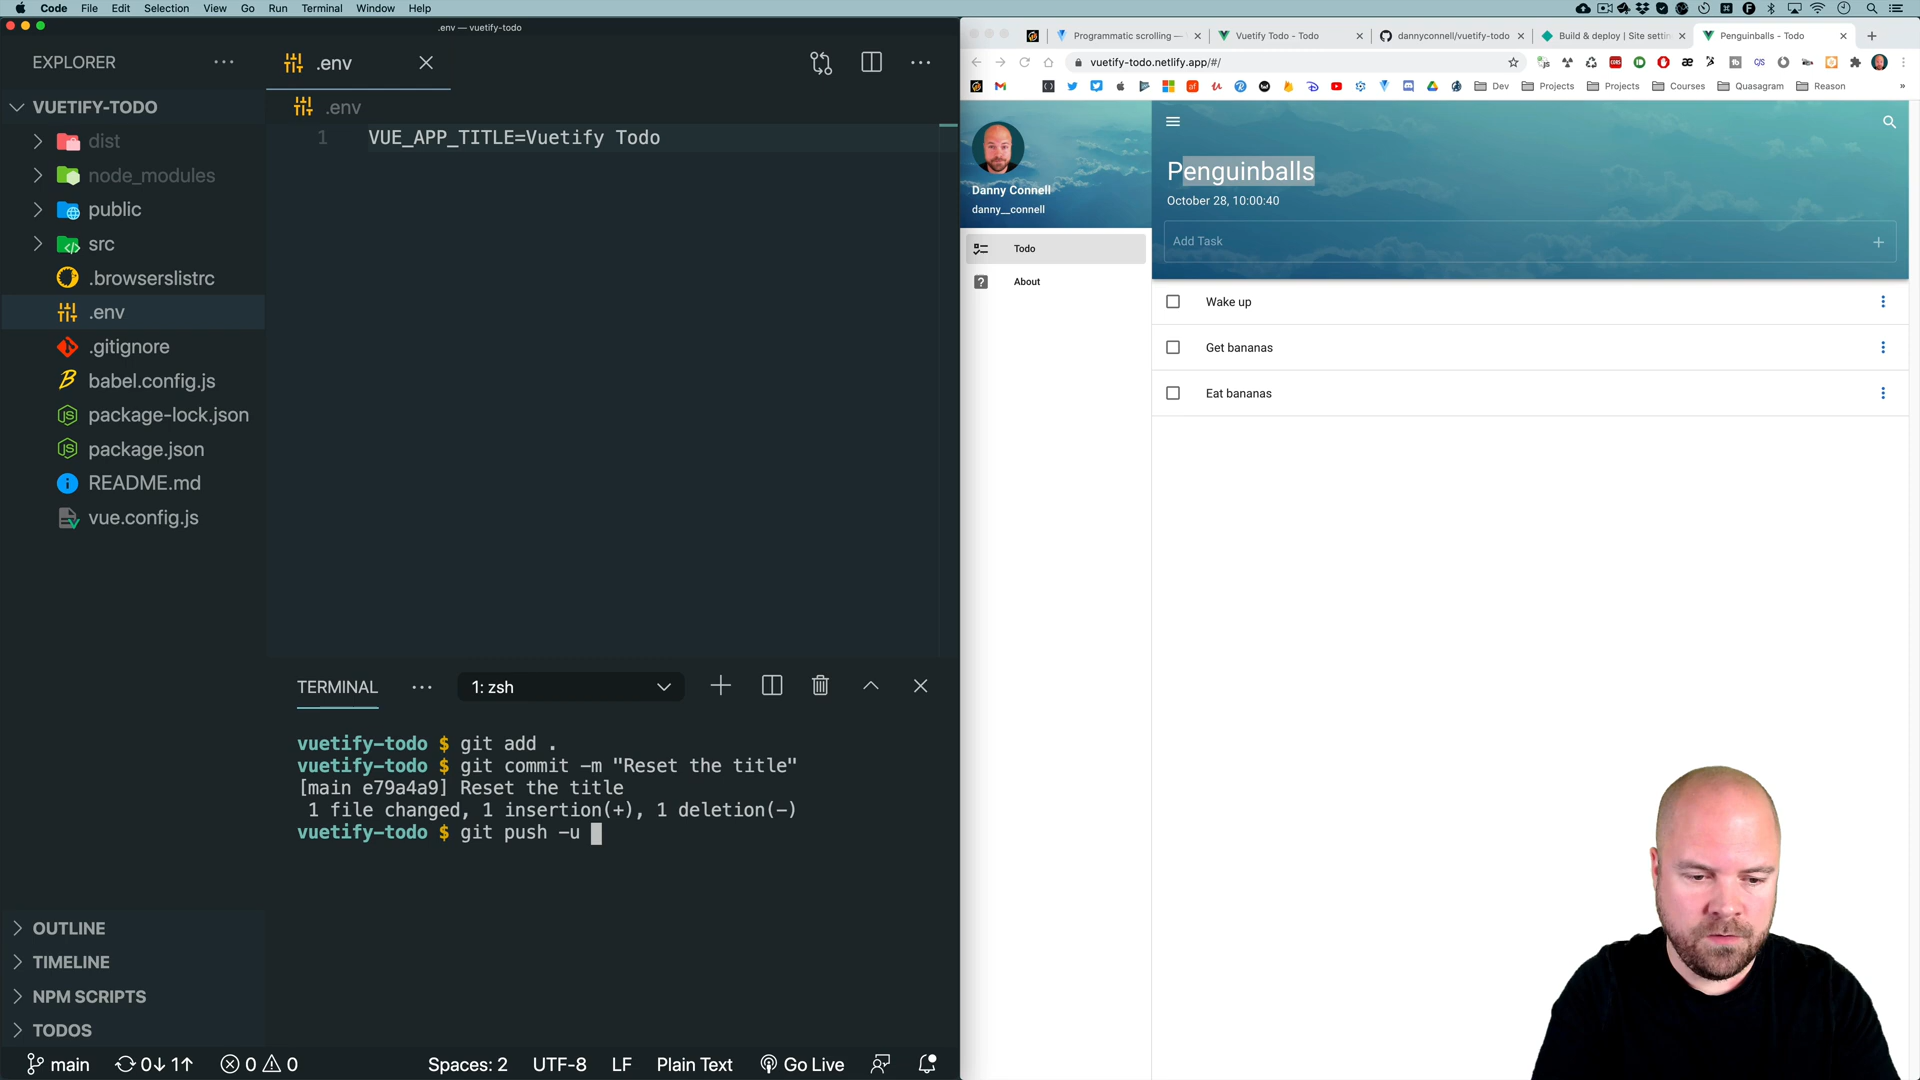 Code File Edit Selection View Go Run Terminal Window Help
.env — vuetify-todo
EXPLORER
.env
VUETIFY-TODO
dist
node_modules
public
src
.browserslistrc
.env
.gitignore
babel.config.js
package-lock.json
package.json
README.md
vue.config.js
OUTLINE
TIMELINE
NPM SCRIPTS
TODOS
.env
1 VUE_APP_TITLE=Vuetify Todo
TERMINAL
1: zsh
vuetify-todo $ git add .
vuetify-todo $ git commit -m "Reset the title"
[main e79a4a9] Reset the title
1 file changed, 1 insertion(+), 1 deletion(-)
vuetify-todo $ git push -u
main 0↓ 1↑ 0 0 Spaces: 2 UTF-8 LF Plain Text Go Live
Programmatic scrolling — Vuetify Todo - Todo dannyconnell/vuetify-todo Build & deploy | Site settin Penguinballs - Todo
vuetify-todo.netlify.app/#/
Dev Projects Projects Courses Quasagram Reason »
Danny Connell
danny__connell
Todo
About
Penguinballs
October 28, 10:00:40
Add Task
Wake up
Get bananas
Eat bananas